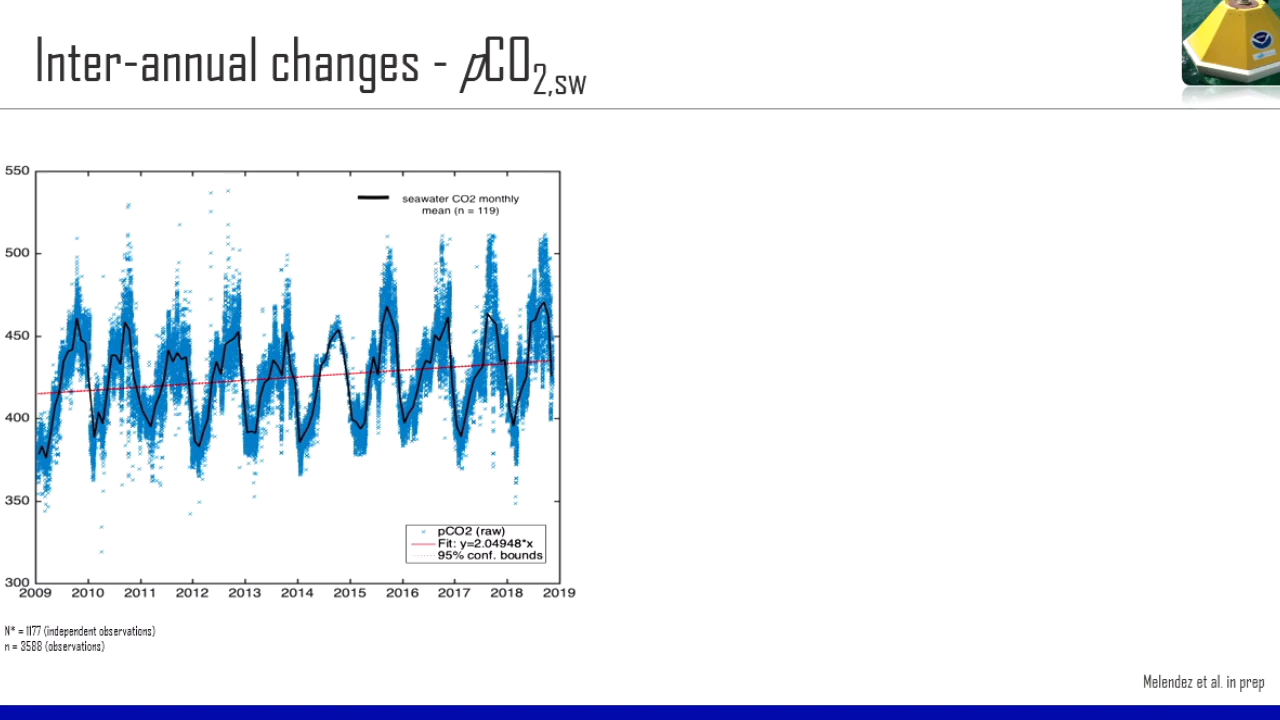 Inter-annual changes - pCO2,sw
550
seawater CO2 monthly
mean (n = 119)
500
450
400
350
pCO2 (raw)
Fit: y=2.04948*x
95% conf. bounds
300
2009 2010 2011 2012 2013 2014 2015 2016 2017 2018 2019
N* = 1177 (independent observations)
n = 3588 (observations)
Melendez et al. in prep